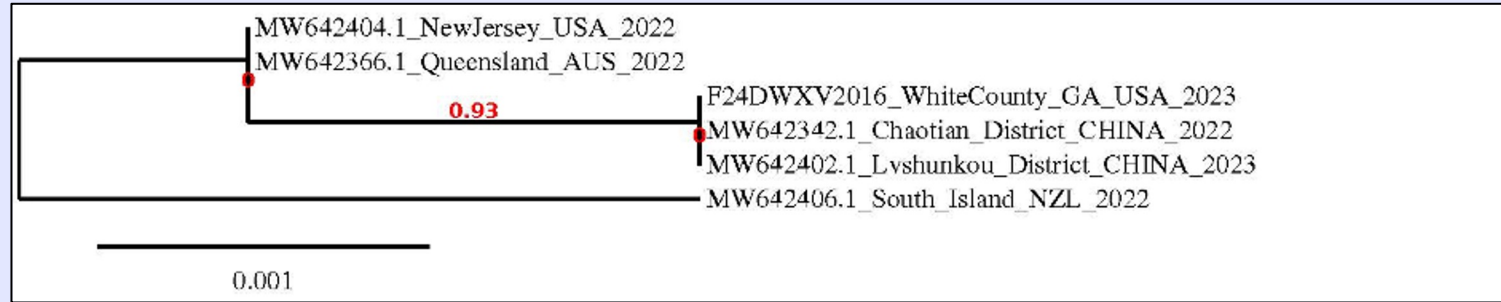 MW642404.1_NewJersey_USA_2022
MW642366.1_Queensland_AUS_2022
F24DWXV2016_WhiteCounty_GA_USA_2023
0.93
MW642342.1_Chaotian_District_CHINA_2022
MW642402.1_Lvshunkou_District_CHINA_2023
MW642406.1_South_Island_NZL_2022
0.001